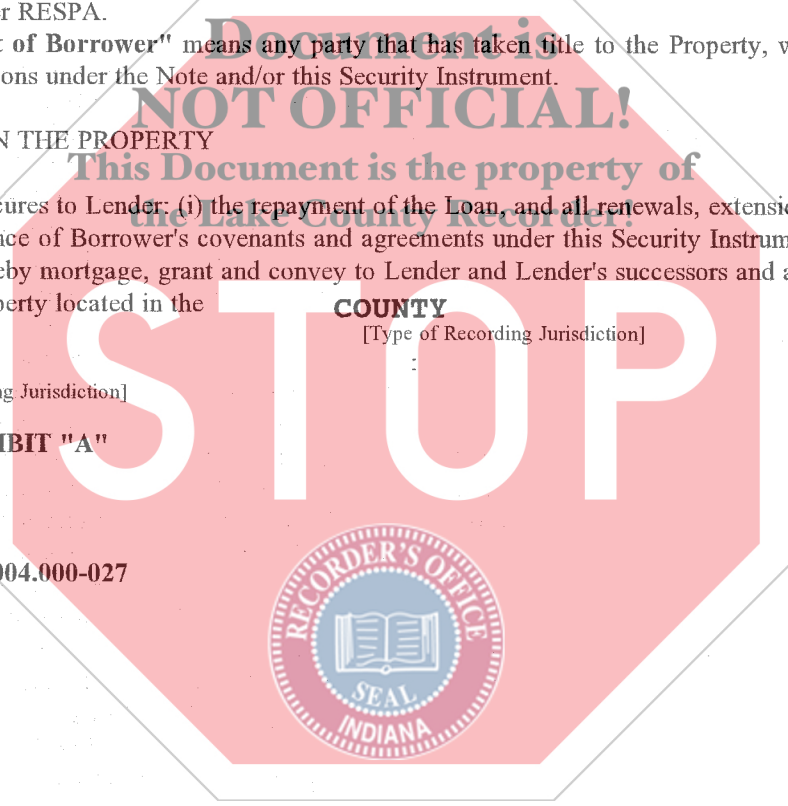 r RESPA.
Document is
t of Borrower" means any party that has taken title to the Property, w
ons under the Note and/or this Security Instrument.
NOT OFFICIAL!
N THE PROPERTY
This Document is the property of
cures to Lender: (i) the repayment of the Loan, and all renewals, extensi
the Lake County Recorder!
nce of Borrower's covenants and agreements under this Security Instrum
eby mortgage, grant and convey to Lender and Lender's successors and a
perty located in the COUNTY
[Type of Recording Jurisdiction]
:
ng Jurisdiction]
IBIT "A"
STOP
004.000-027
RECORDER'S OFFICE
SEAL
INDIANA